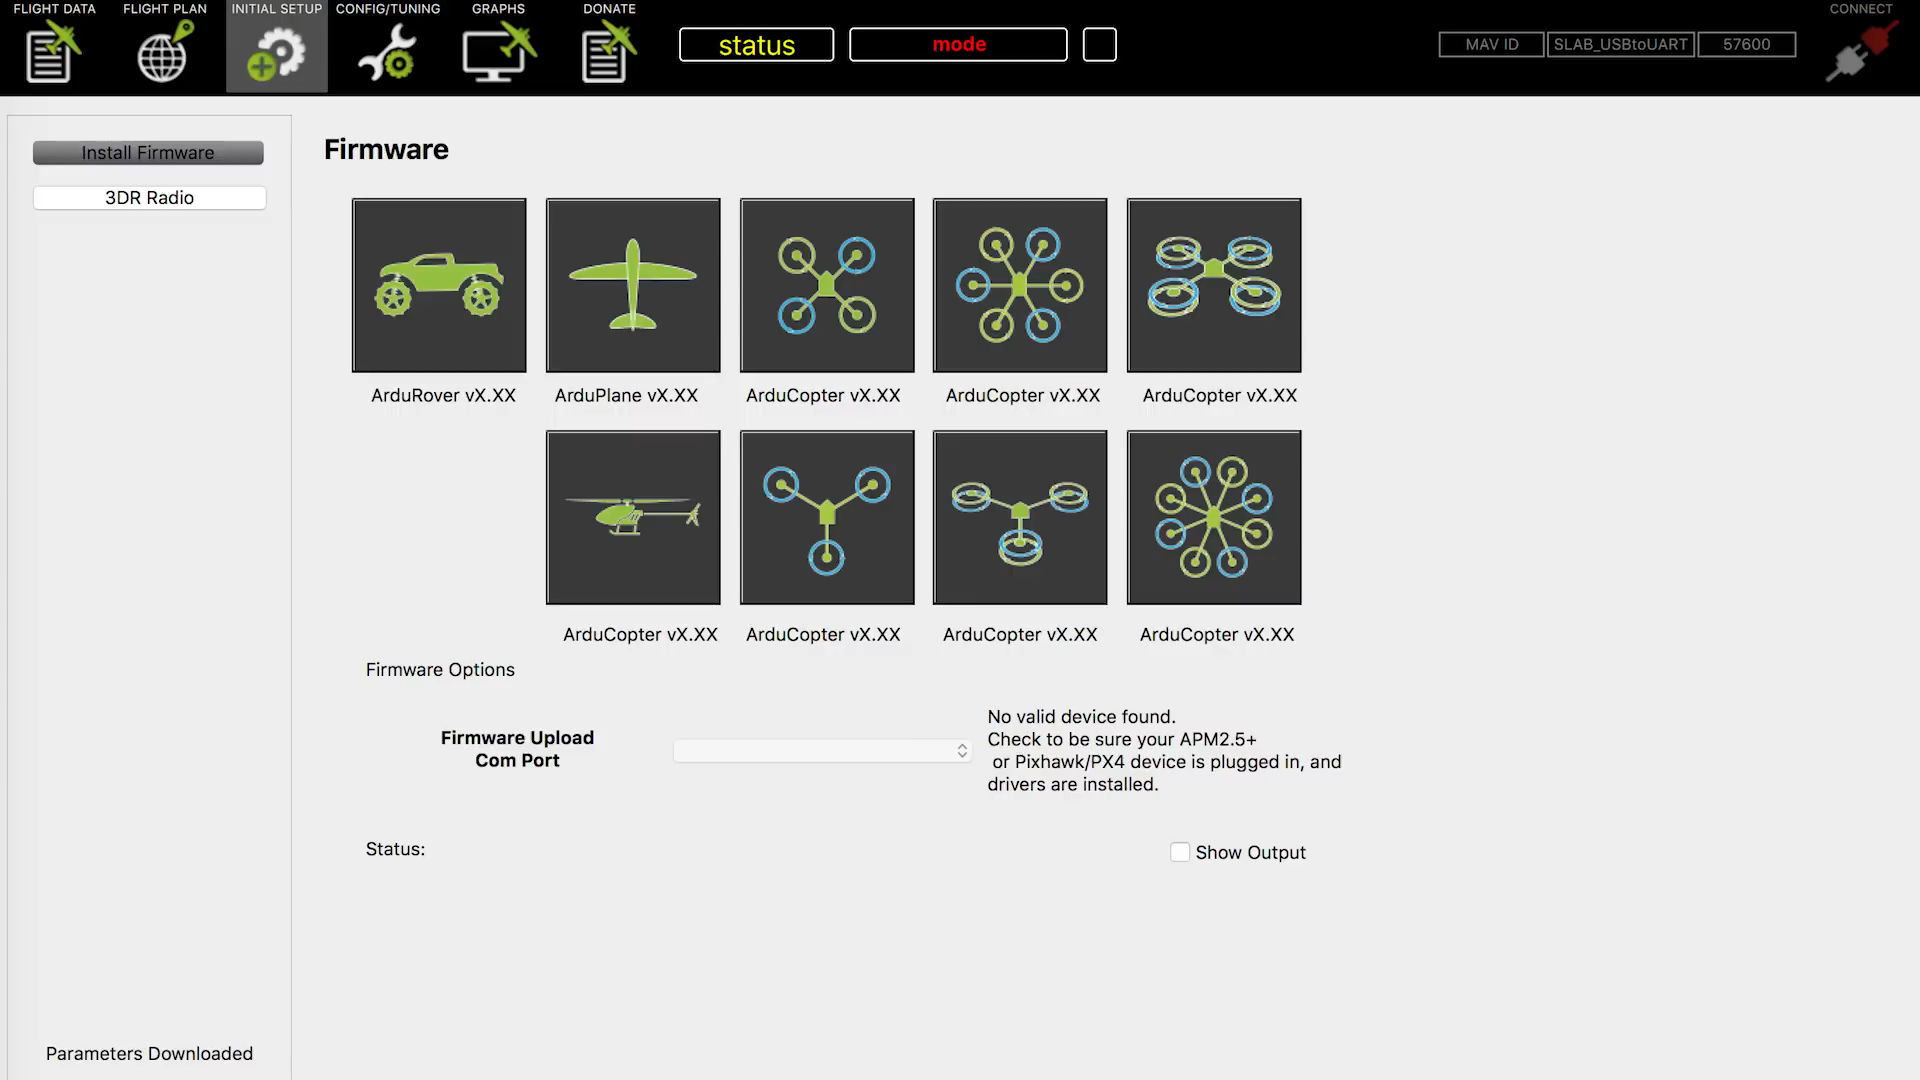 FLIGHT DATA
FLIGHT PLAN
INITIAL SETUP
CONFIG/TUNING
GRAPHS
DONATE
status
mode
MAV ID
SLAB_USBtoUART
57600
CONNECT
Install Firmware
3DR Radio
Firmware
ArduRover vX.XX
ArduPlane vX.XX
ArduCopter vX.XX
ArduCopter vX.XX
ArduCopter vX.XX
ArduCopter vX.XX
ArduCopter vX.XX
ArduCopter vX.XX
ArduCopter vX.XX
Firmware Options
Firmware Upload
Com Port
No valid device found.
Check to be sure your APM2.5+
or Pixhawk/PX4 device is plugged in, and
drivers are installed.
Status:
Show Output
Parameters Downloaded